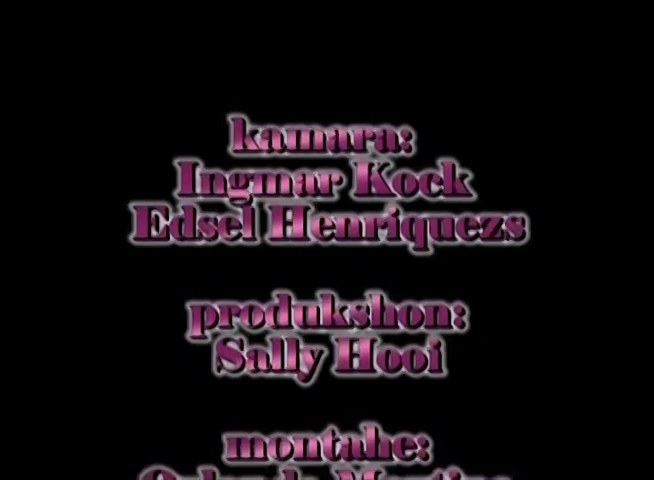 kamara:
Ingmar Kock
Edsel Henriquezs
produkshon:
Sally Hooi
montahe: